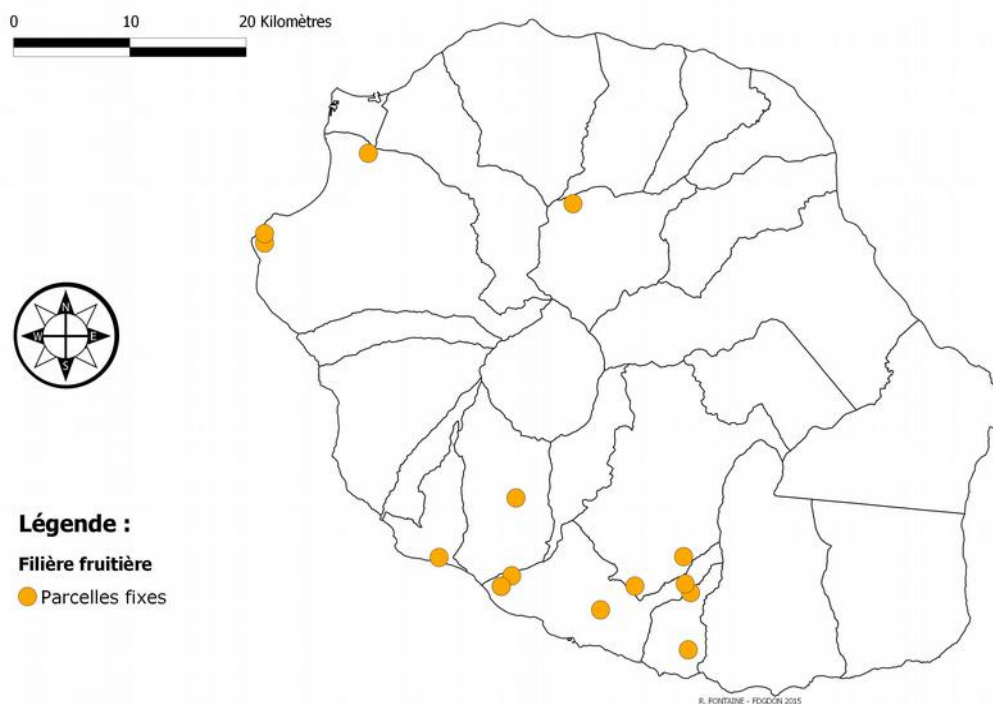 0 10 20 Kilomètres
N
W E
S
Légende :
Filière fruitière
Parcelles fixes
R. FONTAINE - FDGDON 2015